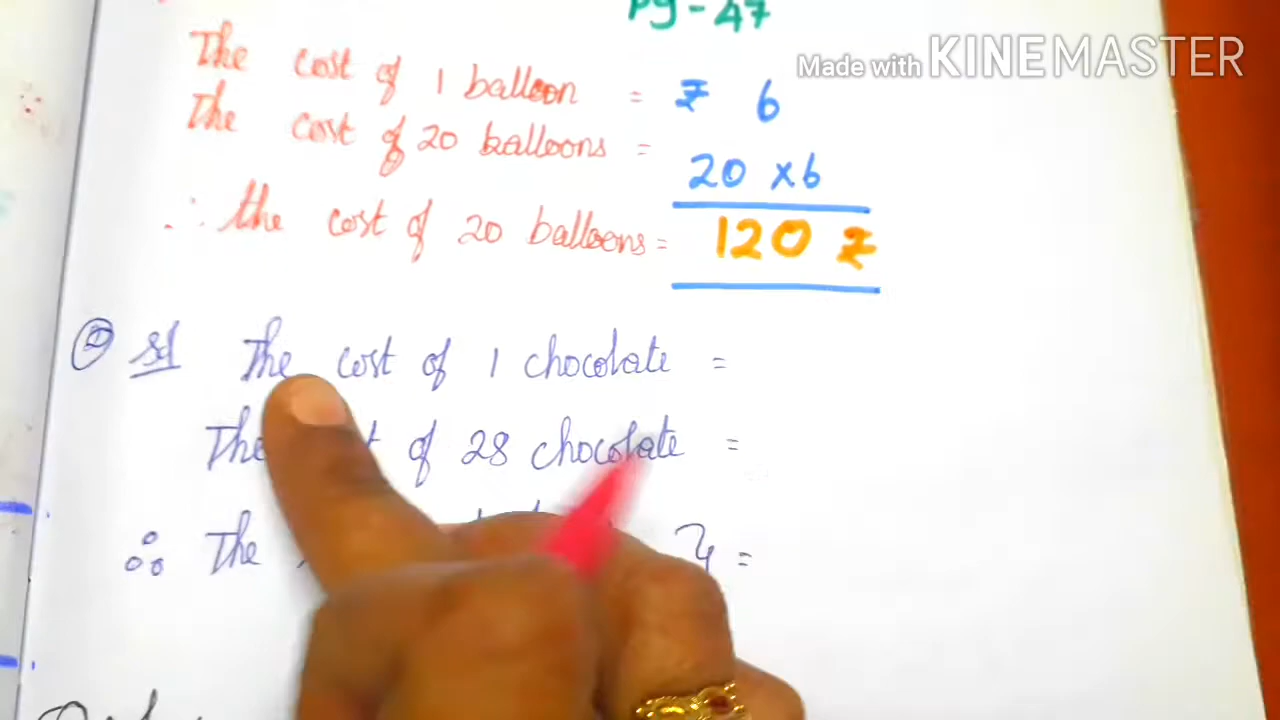 Pg - 47
Made with KINEMASTER
The cost of 1 balloon = ₹ 6
The cost of 20 balloons = 20 x 6
∴ the cost of 20 balloons = 120 ₹
② Sol The cost of 1 chocolate =
The of 28 chocolate =
∴ The =